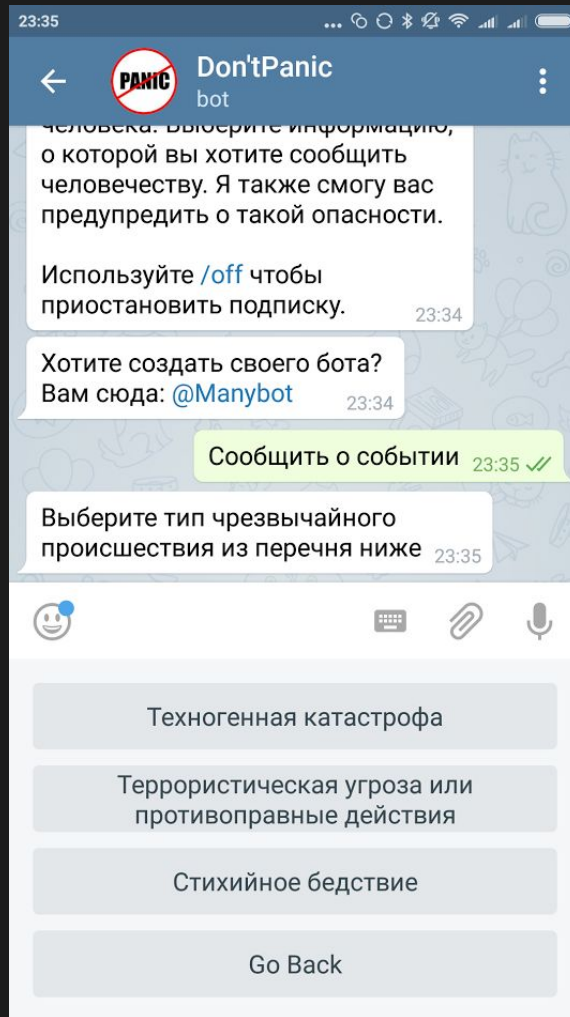 23:35
Don'tPanic
PANIC
bot
человека. Выберите информацию,
о которой вы хотите сообщить
человечеству. Я также смогу вас
предупредить о такой опасности.
Используйте /off чтобы
приостановить подписку.
23:34
Хотите создать своего бота?
Вам сюда: @Manybot
23:34
Сообщить о событии
23:35
Выберите тип чрезвычайного
происшествия из перечня ниже
23:35
Техногенная катастрофа
Террористическая угроза или
противоправные действия
Стихийное бедствие
Go Back